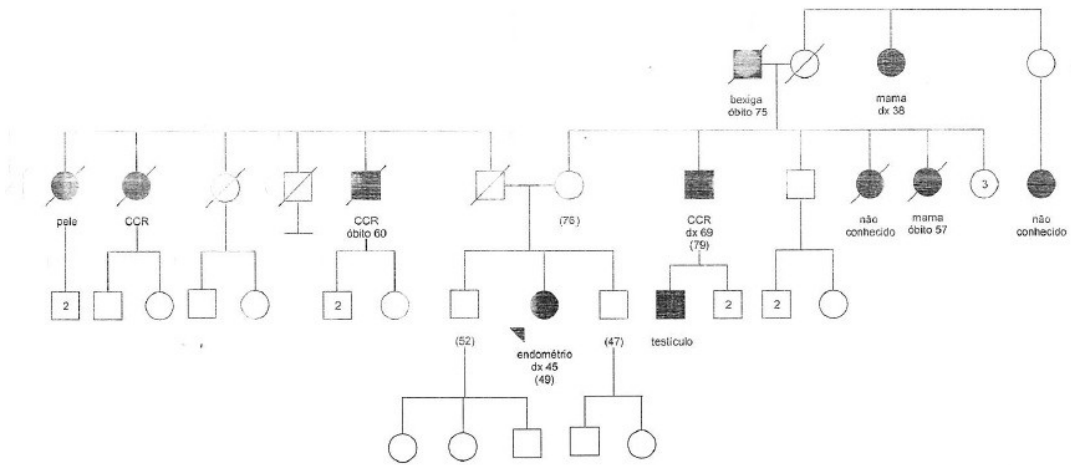 bexiga
óbito 75
mama
dx 38
pele
CCR
CCR
óbito 60
(76)
CCR
dx 69
(79)
não
conhecido
mama
óbito 57
3
não
conhecido
2
2
(52)
endométrio
dx 45
(49)
(47)
testículo
2
2